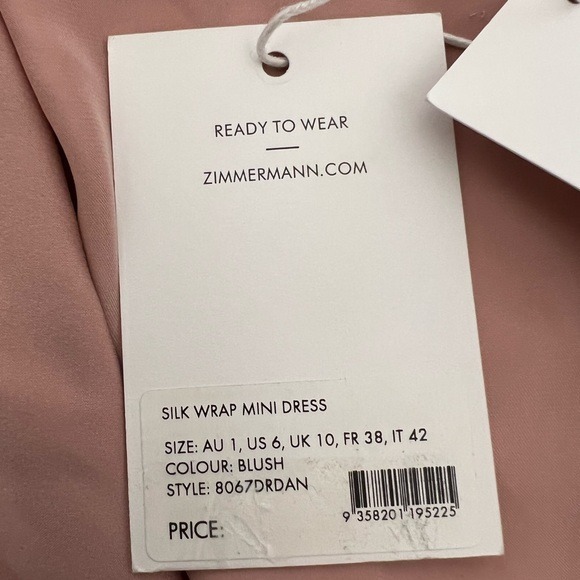 READY TO WEAR
ZIMMERMANN.COM
SILK WRAP MINI DRESS
SIZE: AU 1, US 6, UK 10, FR 38, IT 42
COLOUR: BLUSH
STYLE: 8067DRDAN
PRICE:
9 358201 195225